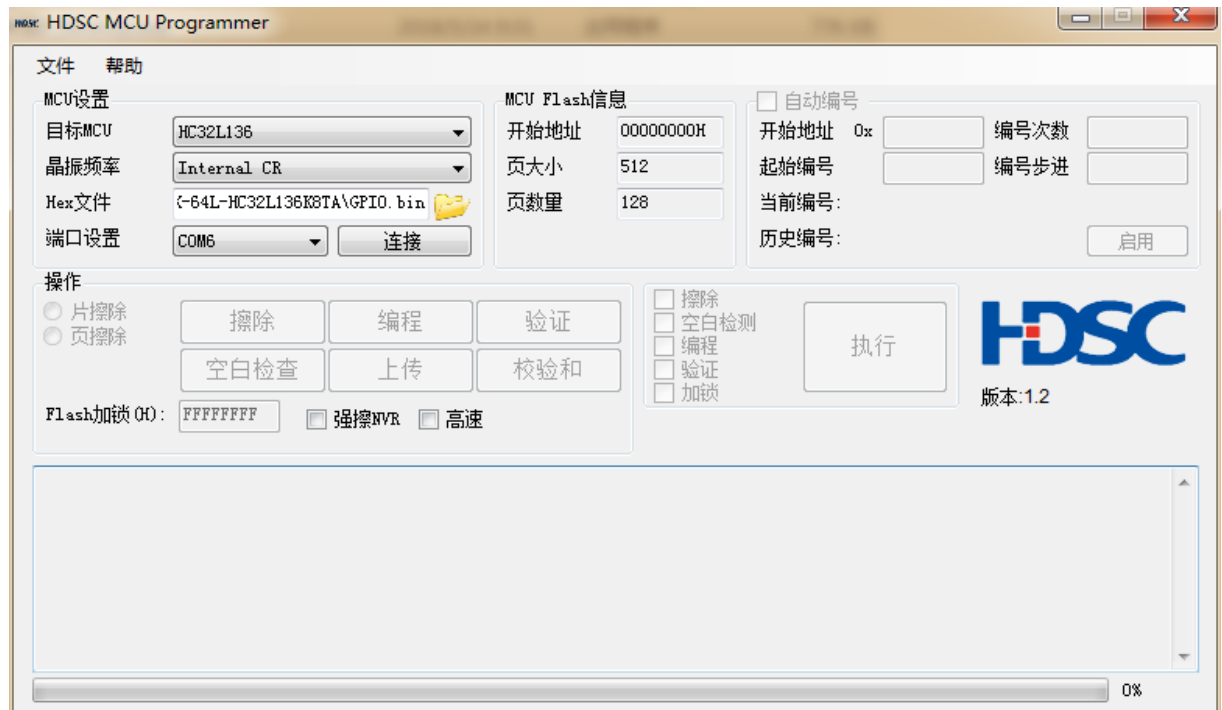 HDSC HDSC MCU Programmer
文件 帮助
MCU设置
目标MCU HC32L136
晶振频率 Internal CR
Hex文件 K-64L-HC32L136K8TA\GPIO.bin
端口设置 COM6 连接
MCU Flash信息
开始地址 00000000H
页大小 512
页数量 128
自动编号
开始地址 0x 编号次数
起始编号 编号步进
当前编号:
历史编号: 启用
操作
片擦除
页擦除
擦除 编程 验证
空白检查 上传 校验和
Flash加锁(H): FFFFFFFF 强擦NVR 高速
擦除
空白检测
编程
验证
加锁
执行
HDSC
版本:1.2
0%